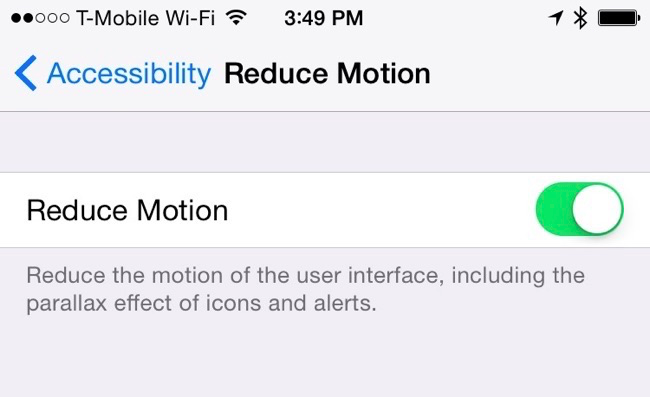 T-Mobile Wi-Fi 3:49 PM
Accessibility Reduce Motion
Reduce Motion
Reduce the motion of the user interface, including the
parallax effect of icons and alerts.